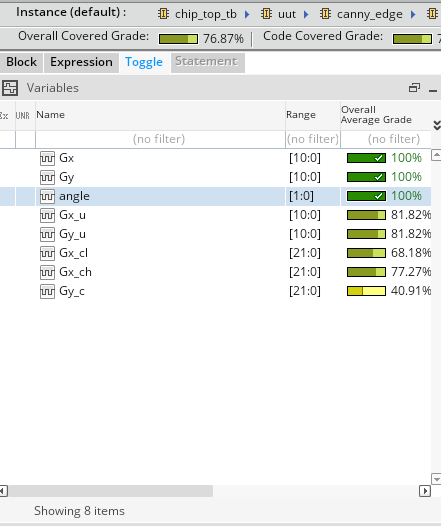 Instance (default) : chip_top_tb uut canny_edge
Overall Covered Grade: 76.87% Code Covered Grade: 7
Block Expression Toggle Statement
Variables
Ex UNR Name Range Overall Average Grade
(no filter) (no filter) (no filter)
Gx [10:0] 100%
Gy [10:0] 100%
angle [1:0] 100%
Gx_u [10:0] 81.82%
Gy_u [10:0] 81.82%
Gx_cl [21:0] 68.18%
Gx_ch [21:0] 77.27%
Gy_c [21:0] 40.91%
Showing 8 items